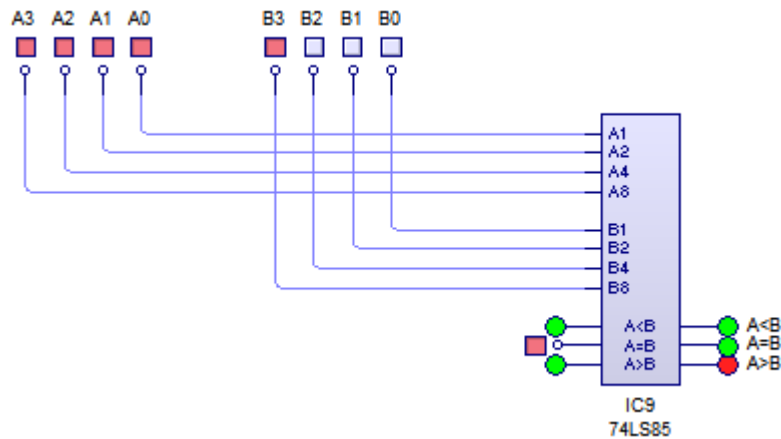 A3 A2 A1 A0 B3 B2 B1 B0
A1
A2
A4
A8
B1
B2
B4
B8
A<B A<B
A=B A=B
A>B A>B
IC9
74LS85